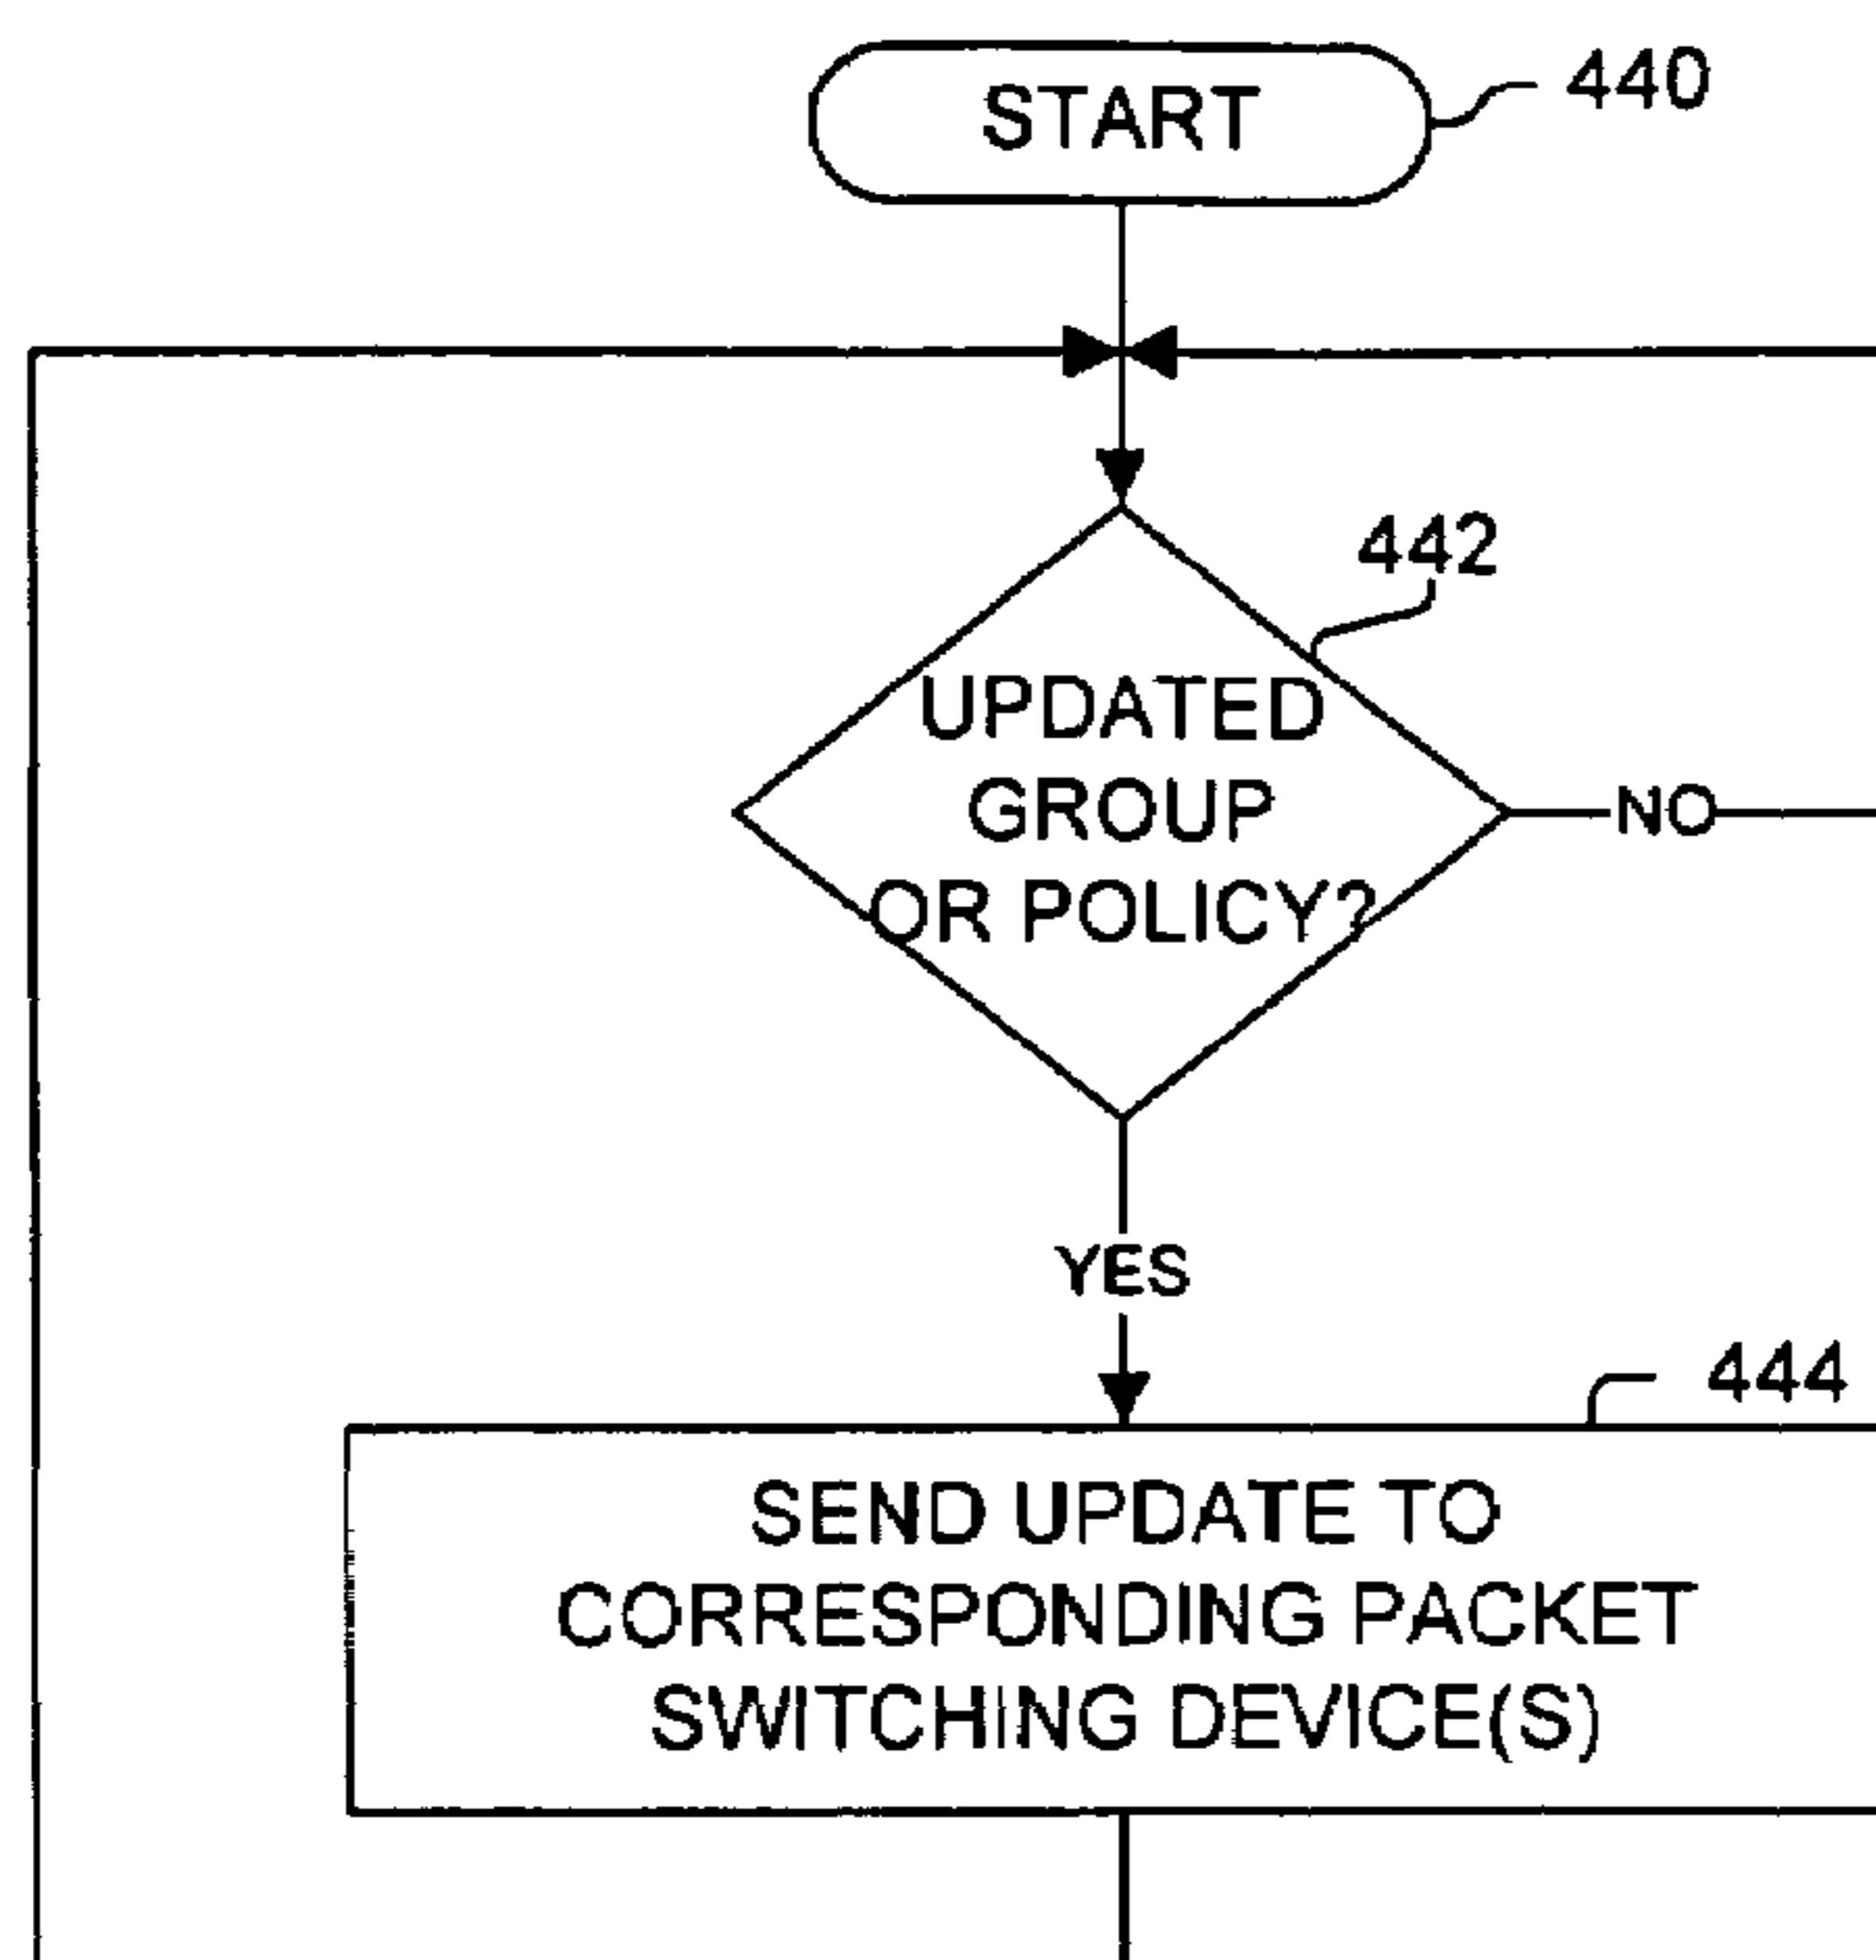 START
440
442
UPDATED
GROUP
OR POLICY?
NO
YES
444
SEND UPDATE TO
CORRESPONDING PACKET
SWITCHING DEVICE(S)